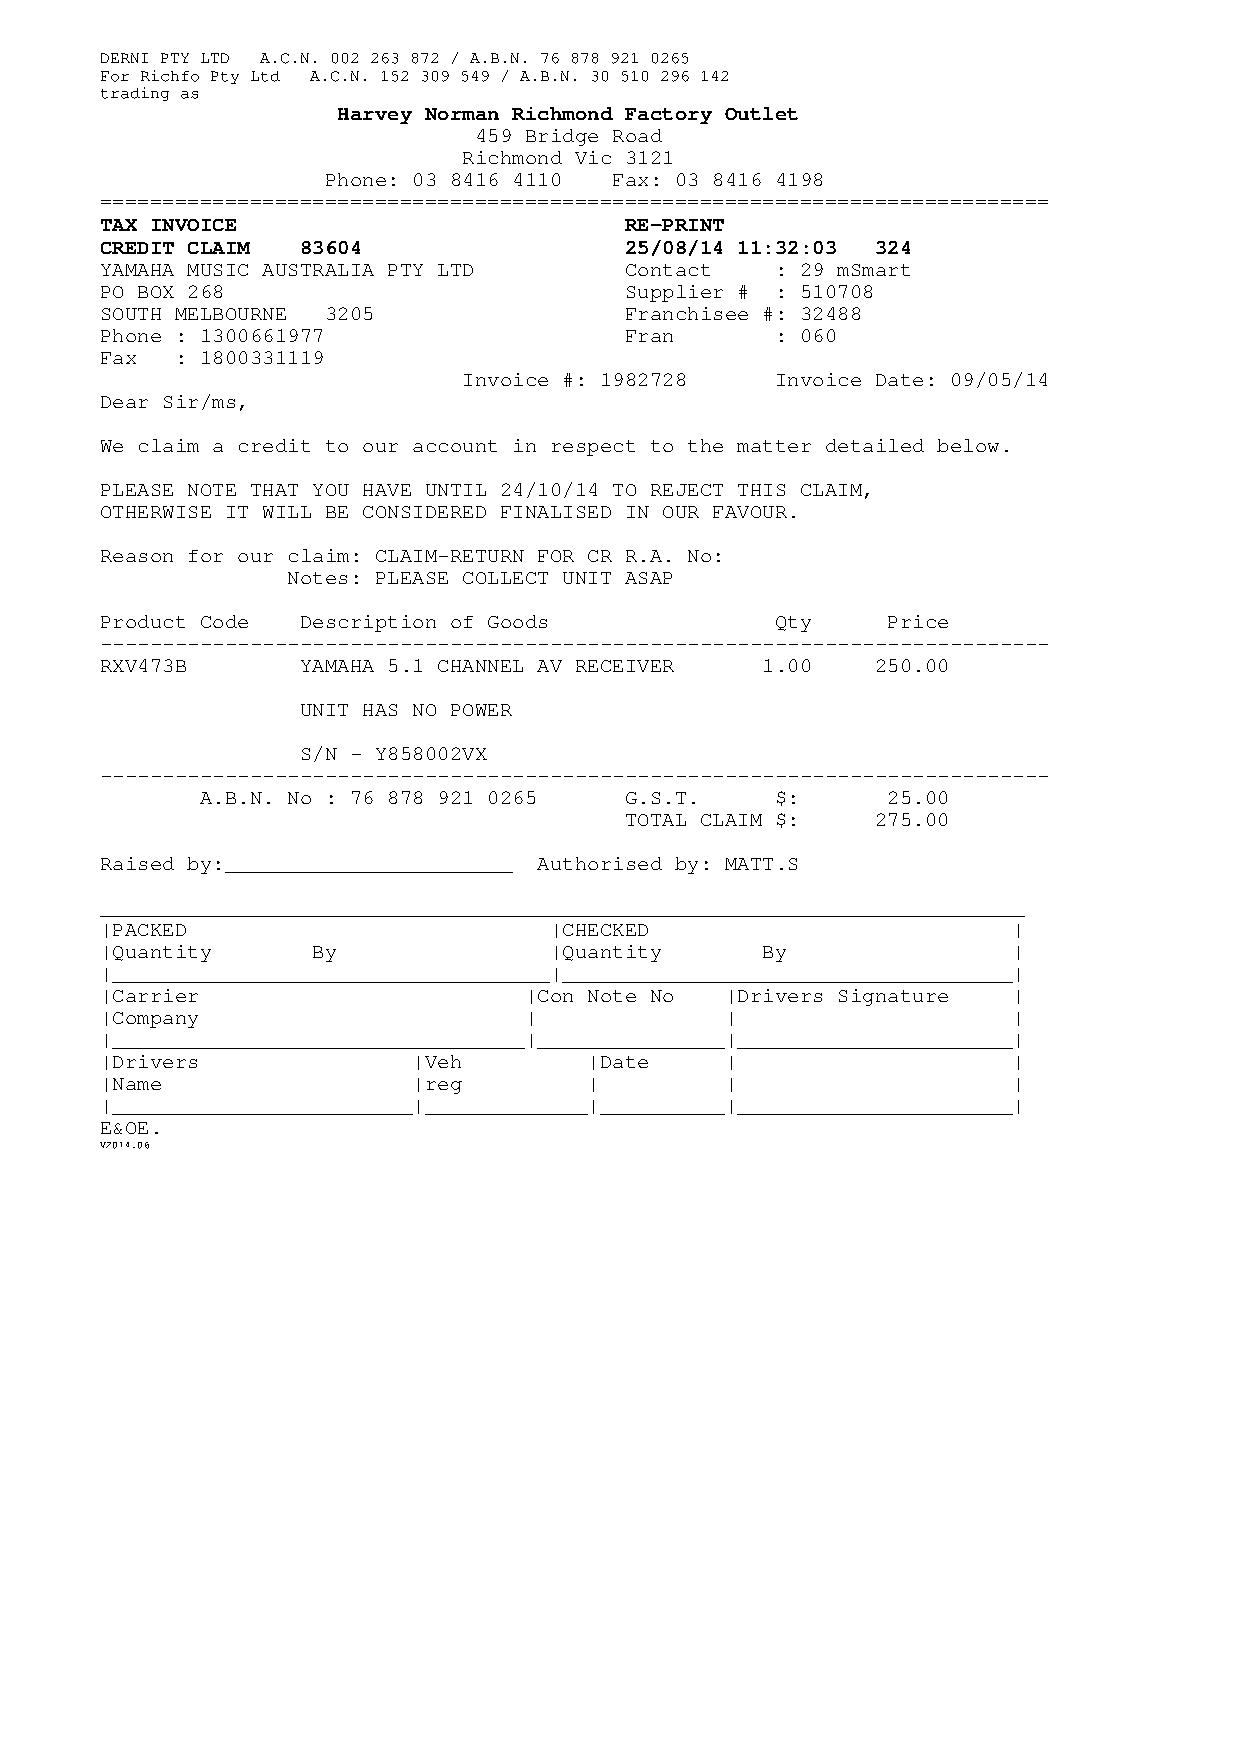 DERNI PTY LTD   A.C.N. 002 263 872 / A.B.N. 76 878 921 0265
For Richfo Pty Ltd   A.C.N. 152 309 549 / A.B.N. 30 510 296 142
trading as
Harvey Norman Richmond Factory Outlet
459 Bridge Road
Richmond Vic 3121
Phone: 03 8416 4110    Fax: 03 8416 4198
============================================================================
TAX INVOICE                               RE-PRINT
CREDIT CLAIM    83604                     25/08/14 11:32:03   324
YAMAHA MUSIC AUSTRALIA PTY LTD            Contact     : 29 mSmart
PO BOX 268                                Supplier #  : 510708
SOUTH MELBOURNE   3205                    Franchisee #: 32488
Phone : 1300661977                        Fran        : 060
Fax   : 1800331119
Invoice #: 1982728       Invoice Date: 09/05/14
Dear Sir/ms,
We claim a credit to our account in respect to the matter detailed below.
PLEASE NOTE THAT YOU HAVE UNTIL 24/10/14 TO REJECT THIS CLAIM,
OTHERWISE IT WILL BE CONSIDERED FINALISED IN OUR FAVOUR.
Reason for our claim: CLAIM-RETURN FOR CR R.A. No:
Notes: PLEASE COLLECT UNIT ASAP
Product Code    Description of Goods                  Qty      Price
----------------------------------------------------------------------------
RXV473B         YAMAHA 5.1 CHANNEL AV RECEIVER       1.00     250.00
UNIT HAS NO POWER
S/N - Y858002VX
----------------------------------------------------------------------------
A.B.N. No : 76 878 921 0265       G.S.T.      $:       25.00
TOTAL CLAIM $:      275.00
Raised by:_______________________  Authorised by: MATT.S
|PACKED                             |CHECKED                             |
|Quantity        By                 |Quantity        By                  |
|Carrier                          |Con Note No    |Drivers Signature     |
|Company                          |               |                      |
|Drivers                 |Veh          |Date      |                      |
|Name                    |reg          |          |                      |
E&OE.
V2014.06